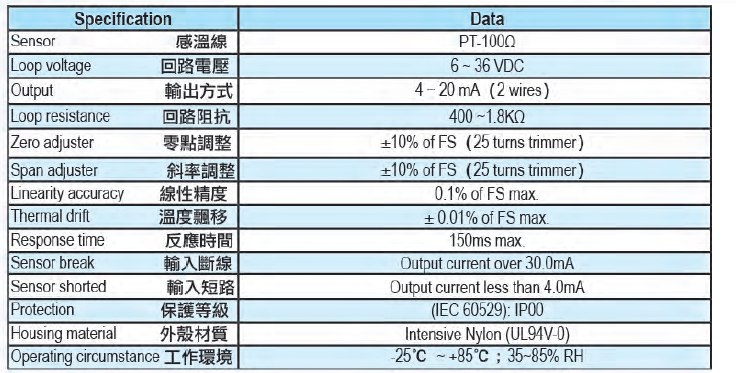 Specification Data
Sensor 感溫線 PT-100Ω
Loop voltage 回路電壓 6 ~ 36 VDC
Output 輸出方式 4 – 20 mA (2 wires)
Loop resistance 回路阻抗 400 ~1.8KΩ
Zero adjuster 零點調整 ±10% of FS (25 turns trimmer)
Span adjuster 斜率調整 ±10% of FS (25 turns trimmer)
Linearity accuracy 線性精度 0.1% of FS max.
Thermal drift 溫度飄移 ± 0.01% of FS max.
Response time 反應時間 150ms max.
Sensor break 輸入斷線 Output current over 30.0mA
Sensor shorted 輸入短路 Output current less than 4.0mA
Protection 保護等級 (IEC 60529): IP00
Housing material 外殼材質 Intensive Nylon (UL94V-0)
Operating circumstance 工作環境 -25℃ ~ +85℃ ; 35~85% RH